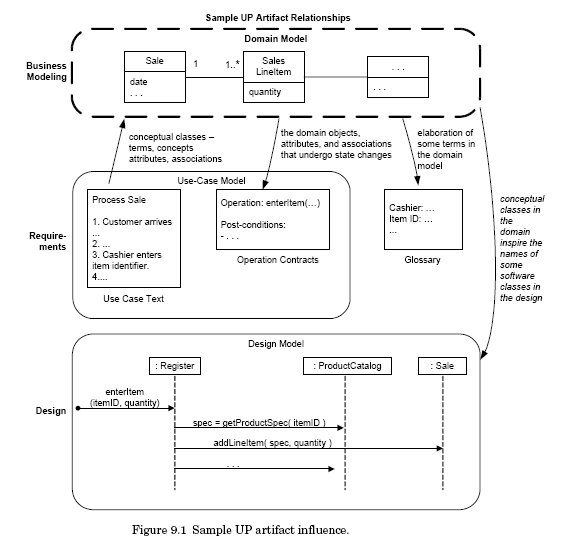 Sample UP Artifact Relationships
Domain Model
Business
Modeling
Sale
date
. . .
1
1..*
Sales
LineItem
quantity
. . .
. . .
conceptual classes –
terms, concepts
attributes, associations
the domain objects,
attributes, and associations
that undergo state changes
elaboration of
some terms in
the domain
model
conceptual
classes in
the
domain
inspire the
names of
some
software
classes in
the design
Require-
ments
Use-Case Model
Process Sale
1. Customer arrives
...
2. ...
3. Cashier enters
item identifier.
4....
Use Case Text
Operation: enterItem(…)
Post-conditions:
- . . .
Operation Contracts
Cashier: …
Item ID: …
...
Glossary
Design
Design Model
: Register
: ProductCatalog
: Sale
enterItem
(itemID, quantity)
spec = getProductSpec( itemID )
addLineItem( spec, quantity )
. . .
Figure 9.1 Sample UP artifact influence.